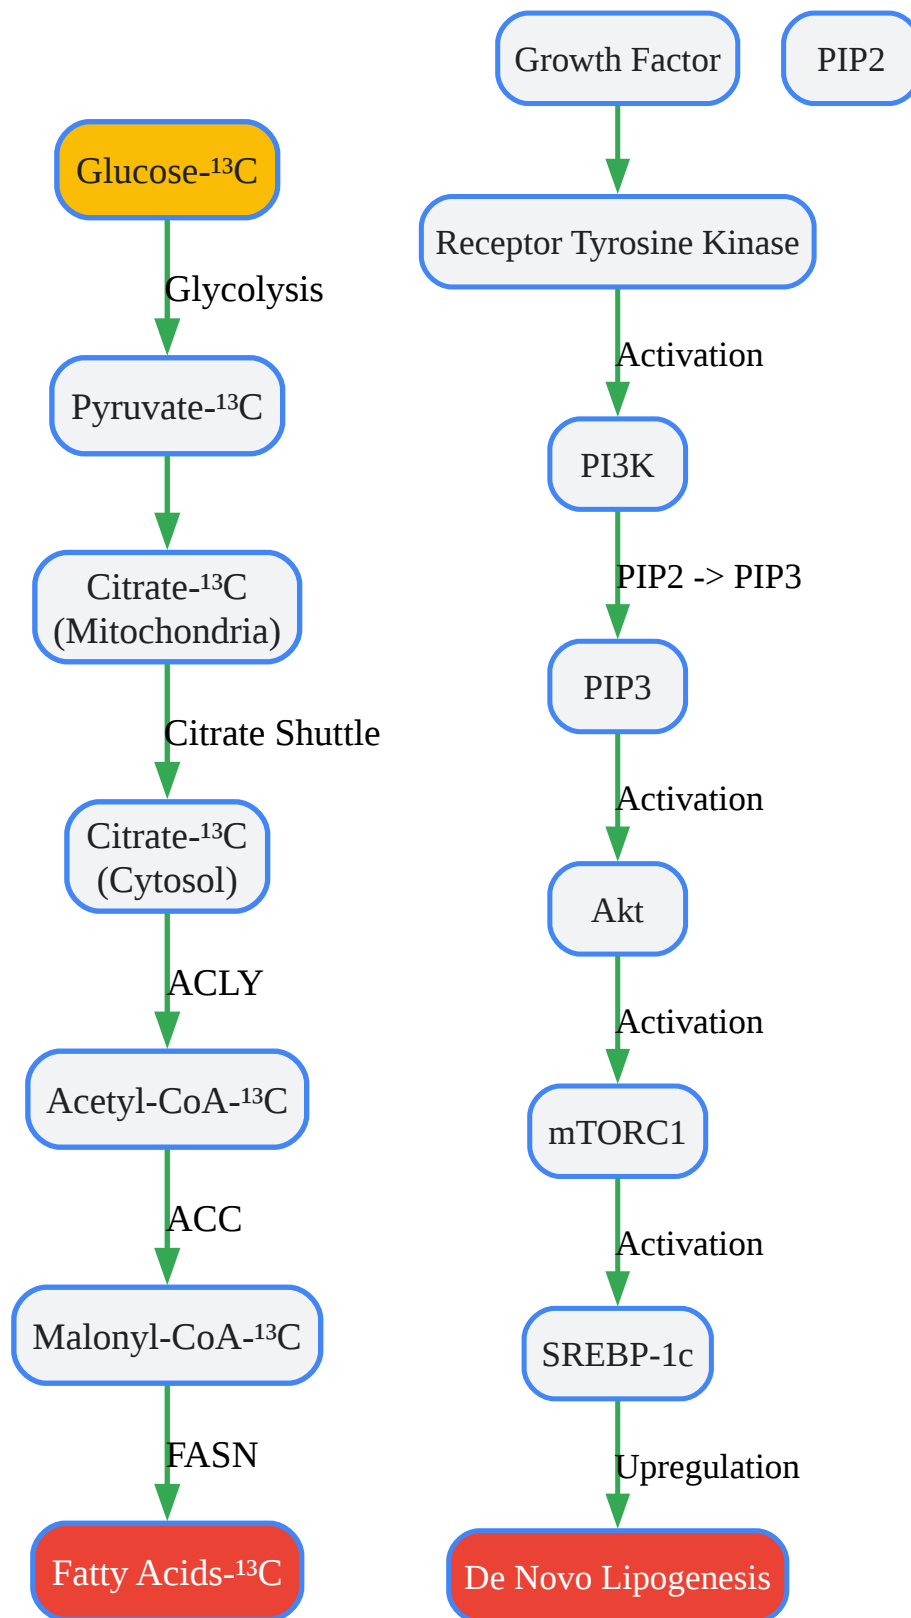 Glucose-¹³C
Glycolysis
Pyruvate-¹³C
Citrate-¹³C
(Mitochondria)
Citrate Shuttle
Citrate-¹³C
(Cytosol)
ACLY
Acetyl-CoA-¹³C
ACC
Malonyl-CoA-¹³C
FASN
Fatty Acids-¹³C
Growth Factor
PIP2
Receptor Tyrosine Kinase
Activation
PI3K
PIP2 -> PIP3
PIP3
Activation
Akt
Activation
mTORC1
Activation
SREBP-1c
Upregulation
De Novo Lipogenesis